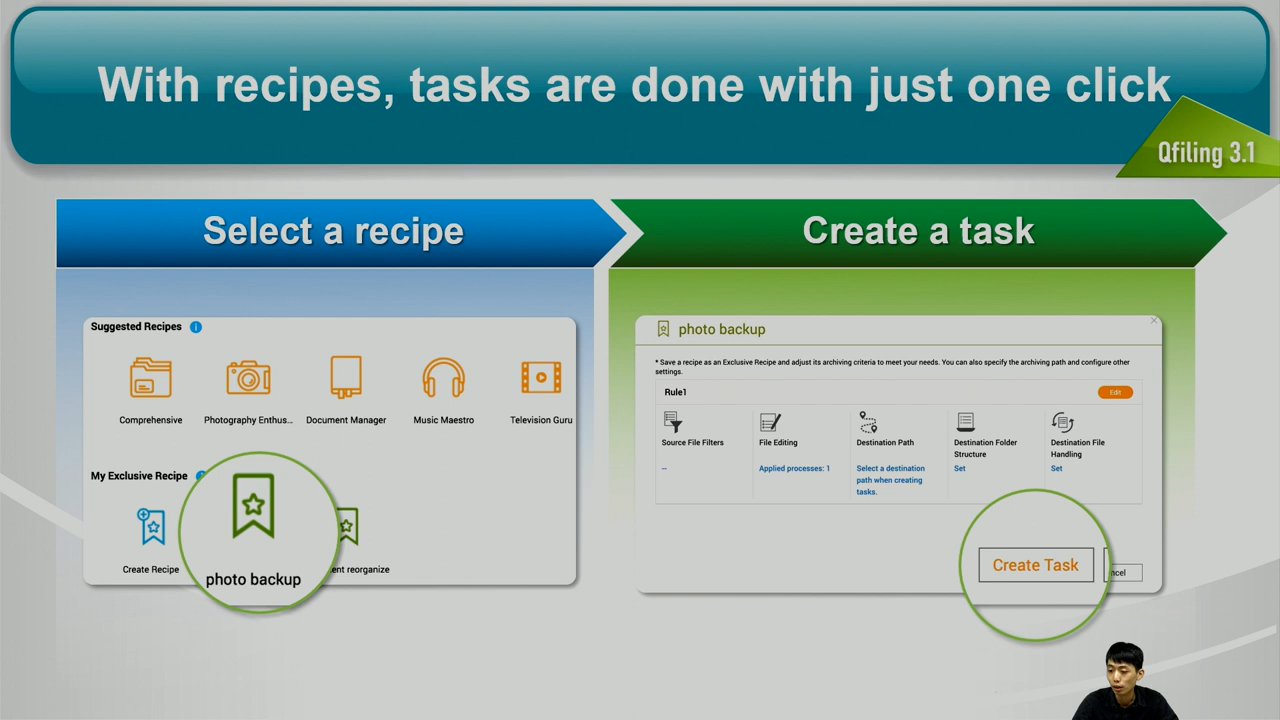 With recipes, tasks are done with just one click
Qfiling 3.1
Select a recipe
Create a task
Suggested Recipes
Comprehensive
Photography Enthus...
Document Manager
Music Maestro
Television Guru
My Exclusive Recipe
Create Recipe
photo backup
reorganize
photo backup
* Save a recipe as an Exclusive Recipe and adjust its archiving criteria to meet your needs. You can also specify the archiving path and configure other
settings.
Rule1
Edit
Source File Filters
--
File Editing
Applied processes: 1
Destination Path
Select a destination
path when creating
tasks.
Destination Folder
Structure
Set
Destination File
Handling
Set
Create Task